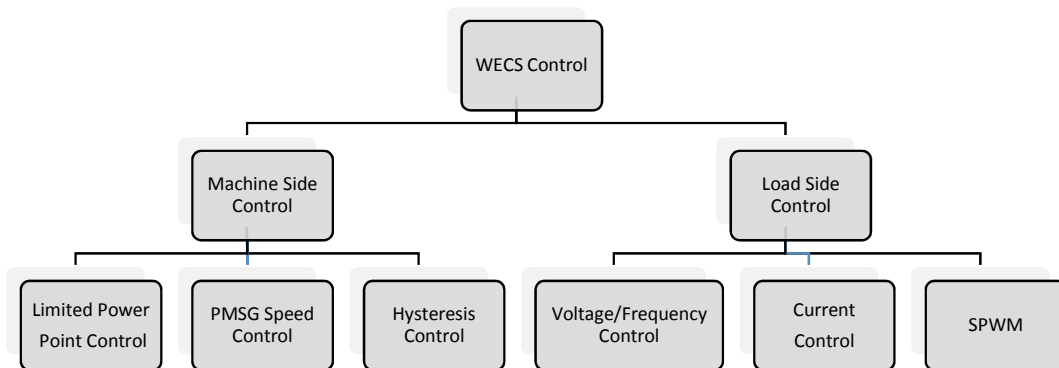 WECS Control
Machine Side
Control
Load Side
Control
Limited Power
Point Control
PMSG Speed
Control
Hysteresis
Control
Voltage/Frequency
Control
Current
Control
SPWM